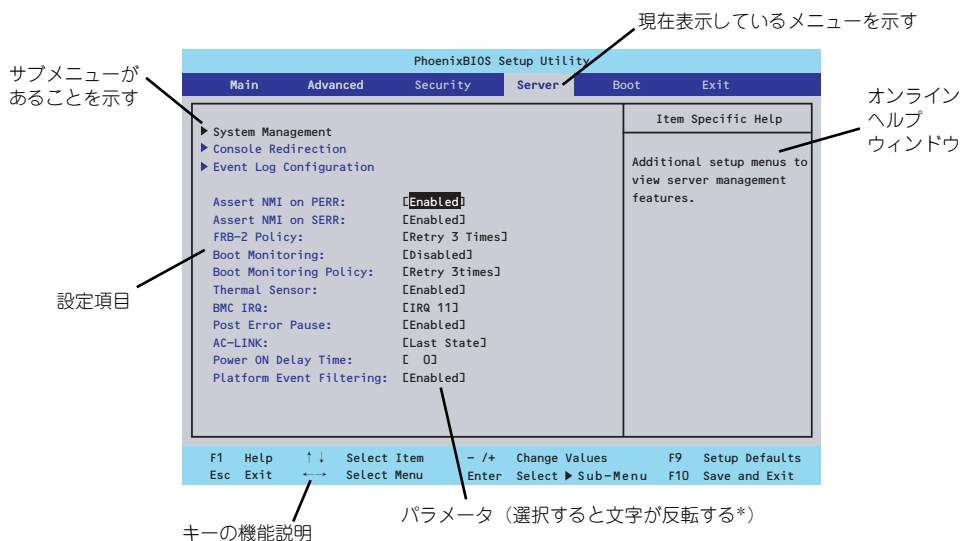 現在表示しているメニューを示す
サブメニューが
あることを示す
PhoenixBIOS Setup Utility
Main Advanced Security Server Boot Exit
オンライン
ヘルプ
ウィンドウ
Item Specific Help
▶ System Management
▶ Console Redirection
▶ Event Log Configuration
Additional setup menus to
view server management
features.
Assert NMI on PERR: [Enabled]
Assert NMI on SERR: [Enabled]
FRB-2 Policy: [Retry 3 Times]
Boot Monitoring: [Disabled]
Boot Monitoring Policy: [Retry 3times]
Thermal Sensor: [Enabled]
BMC IRQ: [IRQ 11]
Post Error Pause: [Enabled]
AC-LINK: [Last State]
Power ON Delay Time: [ 0]
Platform Event Filtering: [Enabled]
設定項目
F1 Help ↑↓ Select Item - /+ Change Values F9 Setup Defaults
Esc Exit ←→ Select Menu Enter Select ▶ Sub-Menu F10 Save and Exit
パラメータ（選択すると文字が反転する*）
キーの機能説明